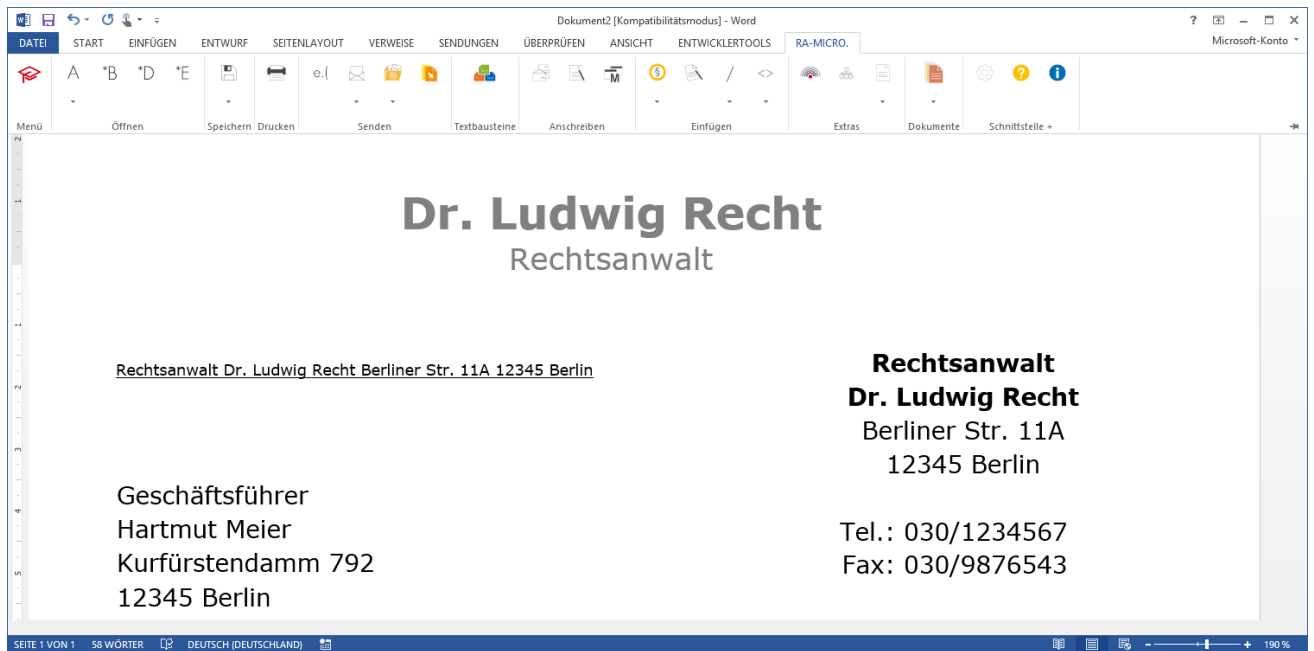 Dokument2 [Kompatibilitätsmodus] - Word
DATEI START EINFÜGEN ENTWURF SEITENLAYOUT VERWEISE SENDUNGEN ÜBERPRÜFEN ANSICHT ENTWICKLERTOOLS RA-MICRO. Microsoft-Konto
A *B *D *E e.(
Menü Öffnen Speichern Drucken Senden Textbausteine Anschreiben Einfügen Extras Dokumente Schnittstelle +
Dr. Ludwig Recht
Rechtsanwalt
Rechtsanwalt Dr. Ludwig Recht Berliner Str. 11A 12345 Berlin
Rechtsanwalt
Dr. Ludwig Recht
Berliner Str. 11A
12345 Berlin
Geschäftsführer
Hartmut Meier
Kurfürstendamm 792
12345 Berlin
Tel.: 030/1234567
Fax: 030/9876543
SEITE 1 VON 1 58 WÖRTER DEUTSCH (DEUTSCHLAND) 190 %